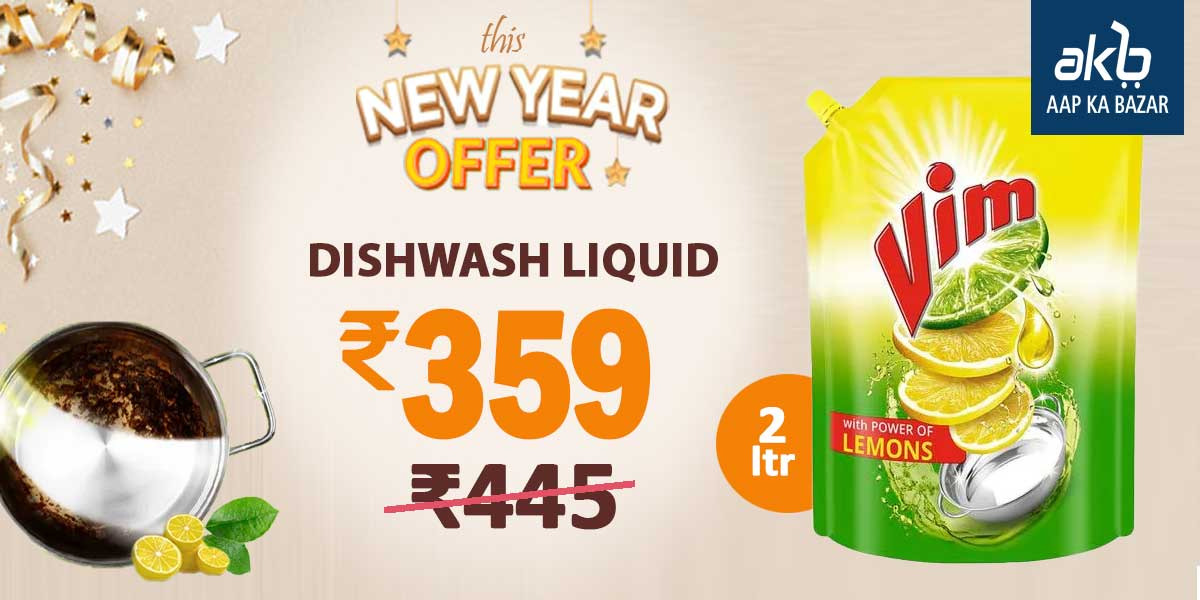 this
NEW YEAR
OFFER
akb
AAP KA BAZAR
DISHWASH LIQUID
₹359
₹445
2
ltr
Vim
with POWER OF
LEMONS